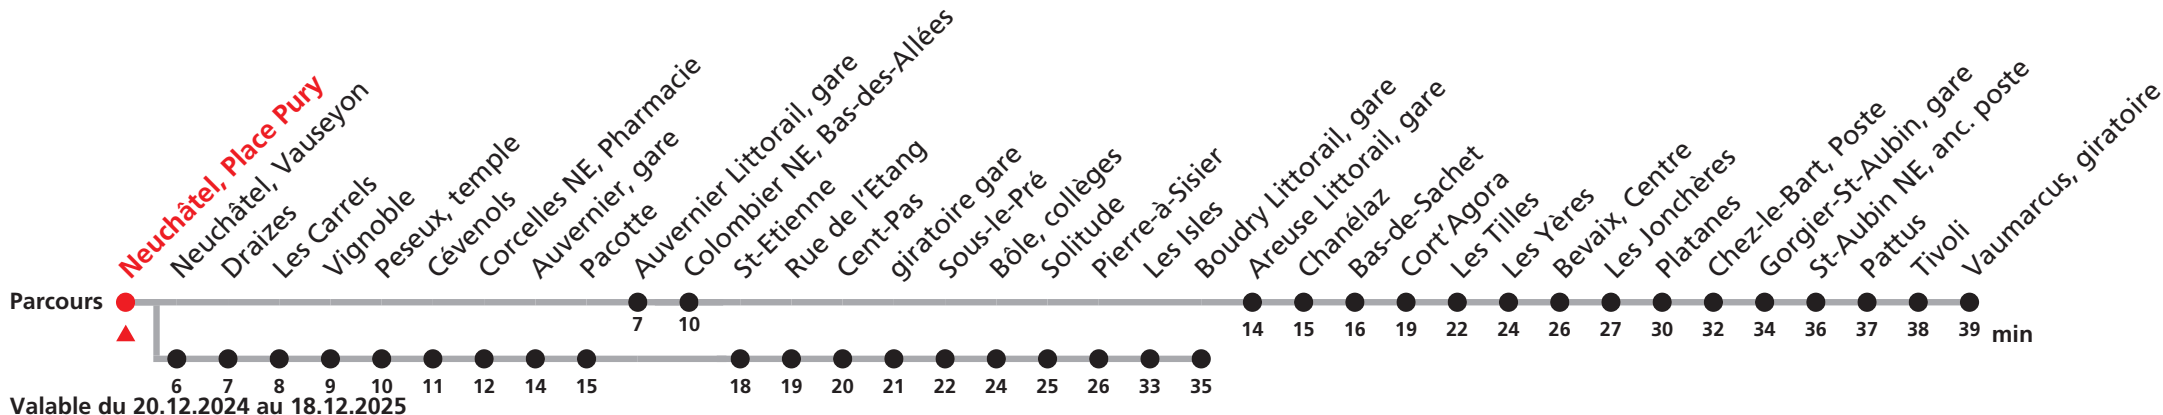 Neuchâtel, Place Pury
Neuchâtel, Vauseyon
Draizes
Les Carrels
Vignoble
Peseux, temple
Cévenols
Corcelles NE, Pharmacie
Auvernier, gare
Pacotte
Auvernier Littorail, gare
Colombier NE, Bas-des-Allées
St-Etienne
Rue de l'Etang
Cent-Pas
giratoire gare
Sous-le-Pré
Bôle, collèges
Solitude
Pierre-à-Sisier
Les Isles
Boudry Littorail, gare
Areuse Littorail, gare
Chanélaz
Bas-de-Sachet
Cort'Agora
Les Tilles
Les Yères
Bevaix, Centre
Les Jonchères
Platanes
Chez-le-Bart, Poste
Gorgier-St-Aubin, gare
St-Aubin NE, anc. poste
Pattus
Tivoli
Vaumarcus, giratoire
Parcours
7 10 14 15 16 19 22 24 26 27 30 32 34 36 37 38 39 min
6 7 8 9 10 11 12 14 15 18 19 20 21 22 24 25 26 33 35
Valable du 20.12.2024 au 18.12.2025